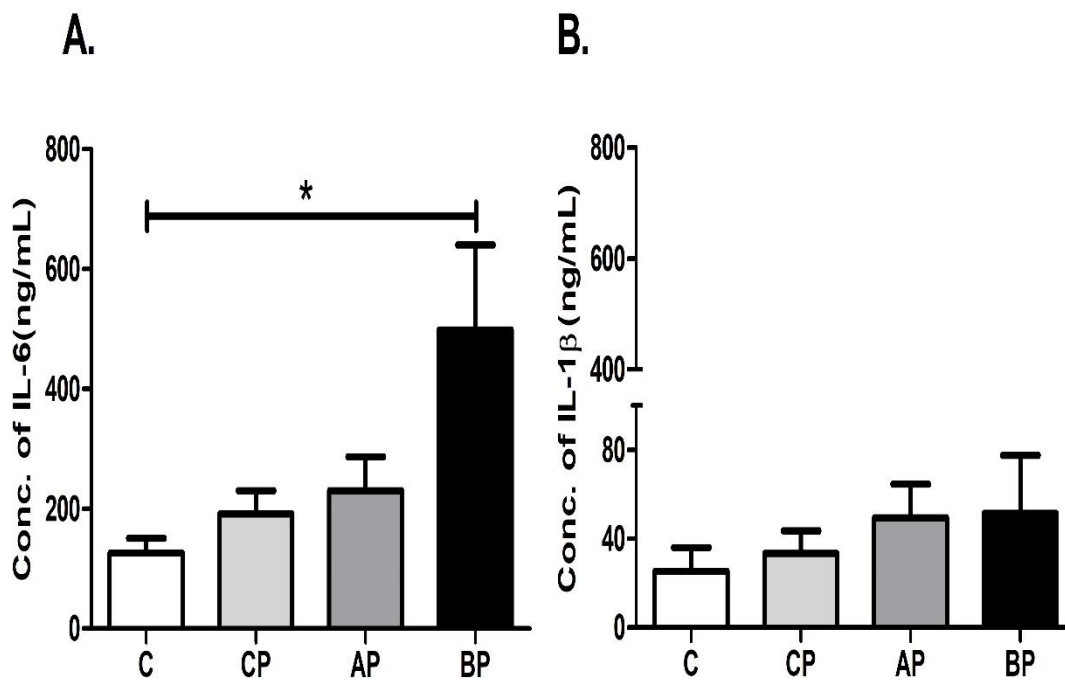 A.
Conc. of IL-6(ng/mL)
800
600
400
200
0
*
C CP AP BP
B.
Conc. of IL-1β (ng/mL)
800
600
400
80
40
0
C CP AP BP